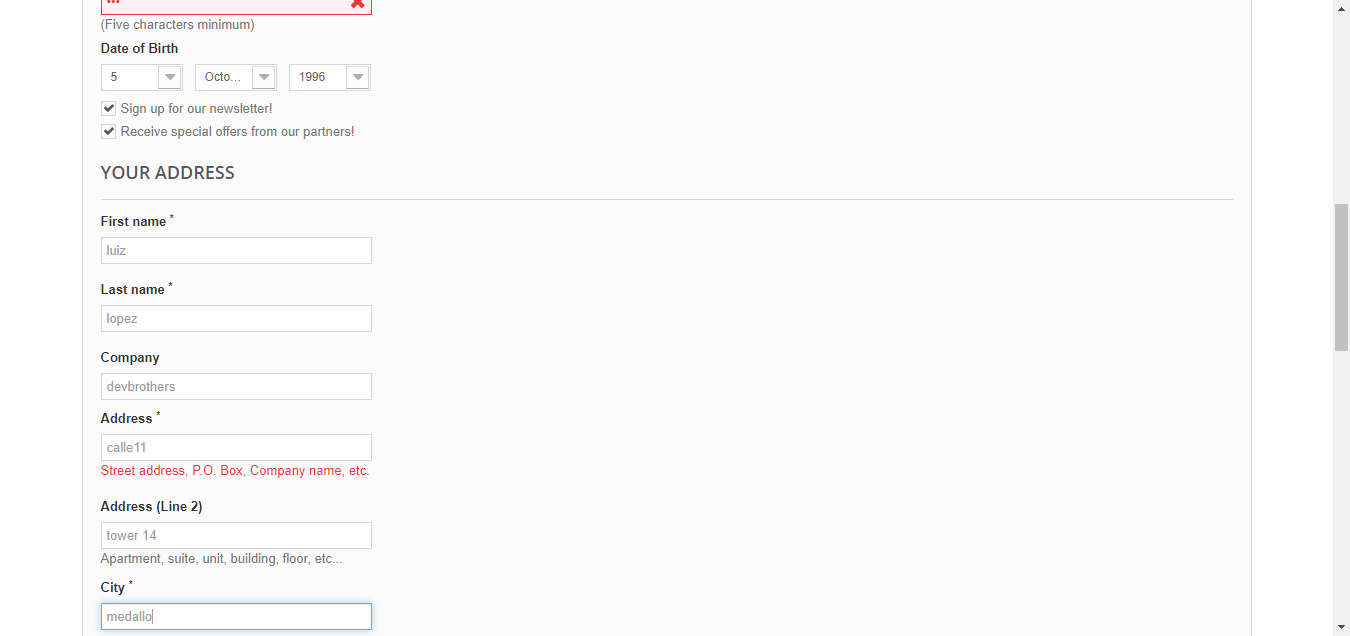 (Five characters minimum)
Date of Birth
5 Octo... 1996
Sign up for our newsletter!
Receive special offers from our partners!
YOUR ADDRESS
First name *
luiz
Last name *
lopez
Company
devbrothers
Address *
calle11
Street address, P.O. Box, Company name, etc.
Address (Line 2)
tower 14
Apartment, suite, unit, building, floor, etc...
City *
medallo